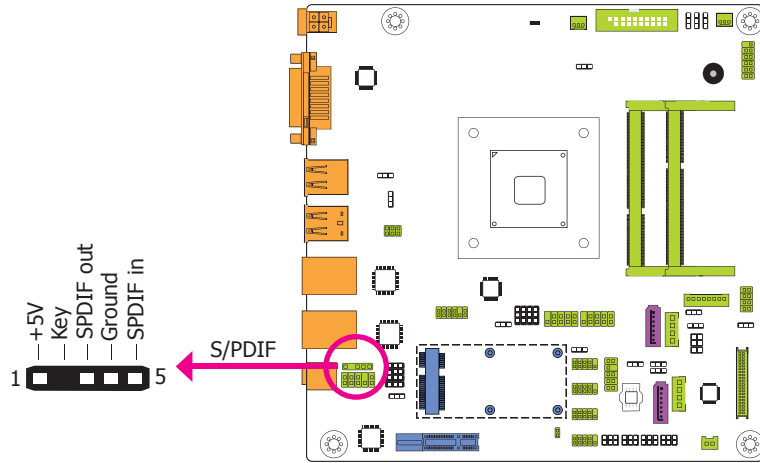 +5V
Key
SPDIF out
Ground
SPDIF in
1
5
S/PDIF